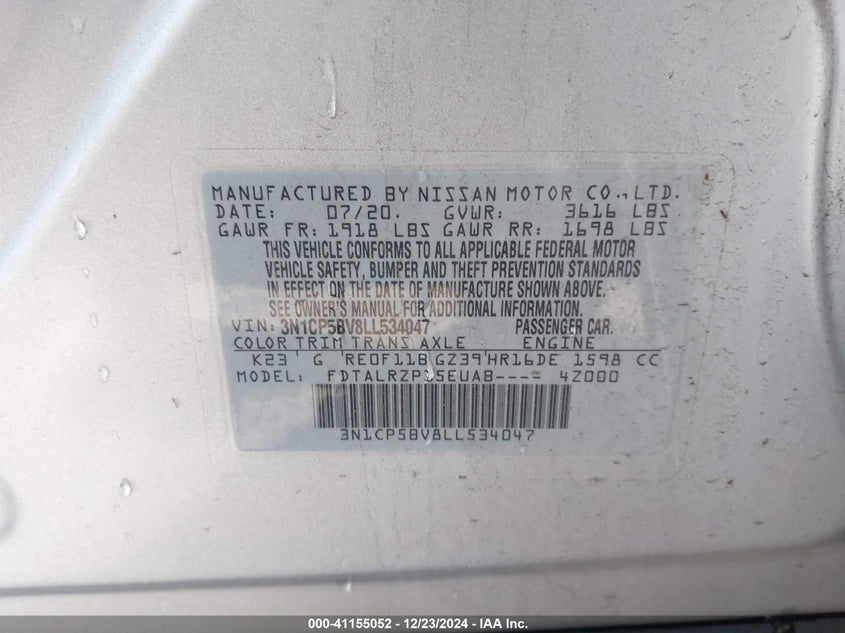 MANUFACTURED BY NISSAN MOTOR CO., LTD.
DATE: 07/20. GVWR: 3616 LBS
GAWR FR: 1918 LBS GAWR RR: 1698 LBS
THIS VEHICLE CONFORMS TO ALL APPLICABLE FEDERAL MOTOR
VEHICLE SAFETY, BUMPER AND THEFT PREVENTION STANDARDS
IN EFFECT ON THE DATE OF MANUFACTURE SHOWN ABOVE.
SEE OWNER'S MANUAL FOR ADDITIONAL INFORMATION.
VIN: 3N1CP5BV8LL534047 PASSENGER CAR.
COLOR TRIM TRANS AXLE ENGINE
K23 G RE0F11B GZ39 HR16DE 1598 CC
MODEL: FDTALRZP15EUAB---- 4Z000
3N1CP5BV8LL534047
000-41155052 - 12/23/2024 - IAA Inc.